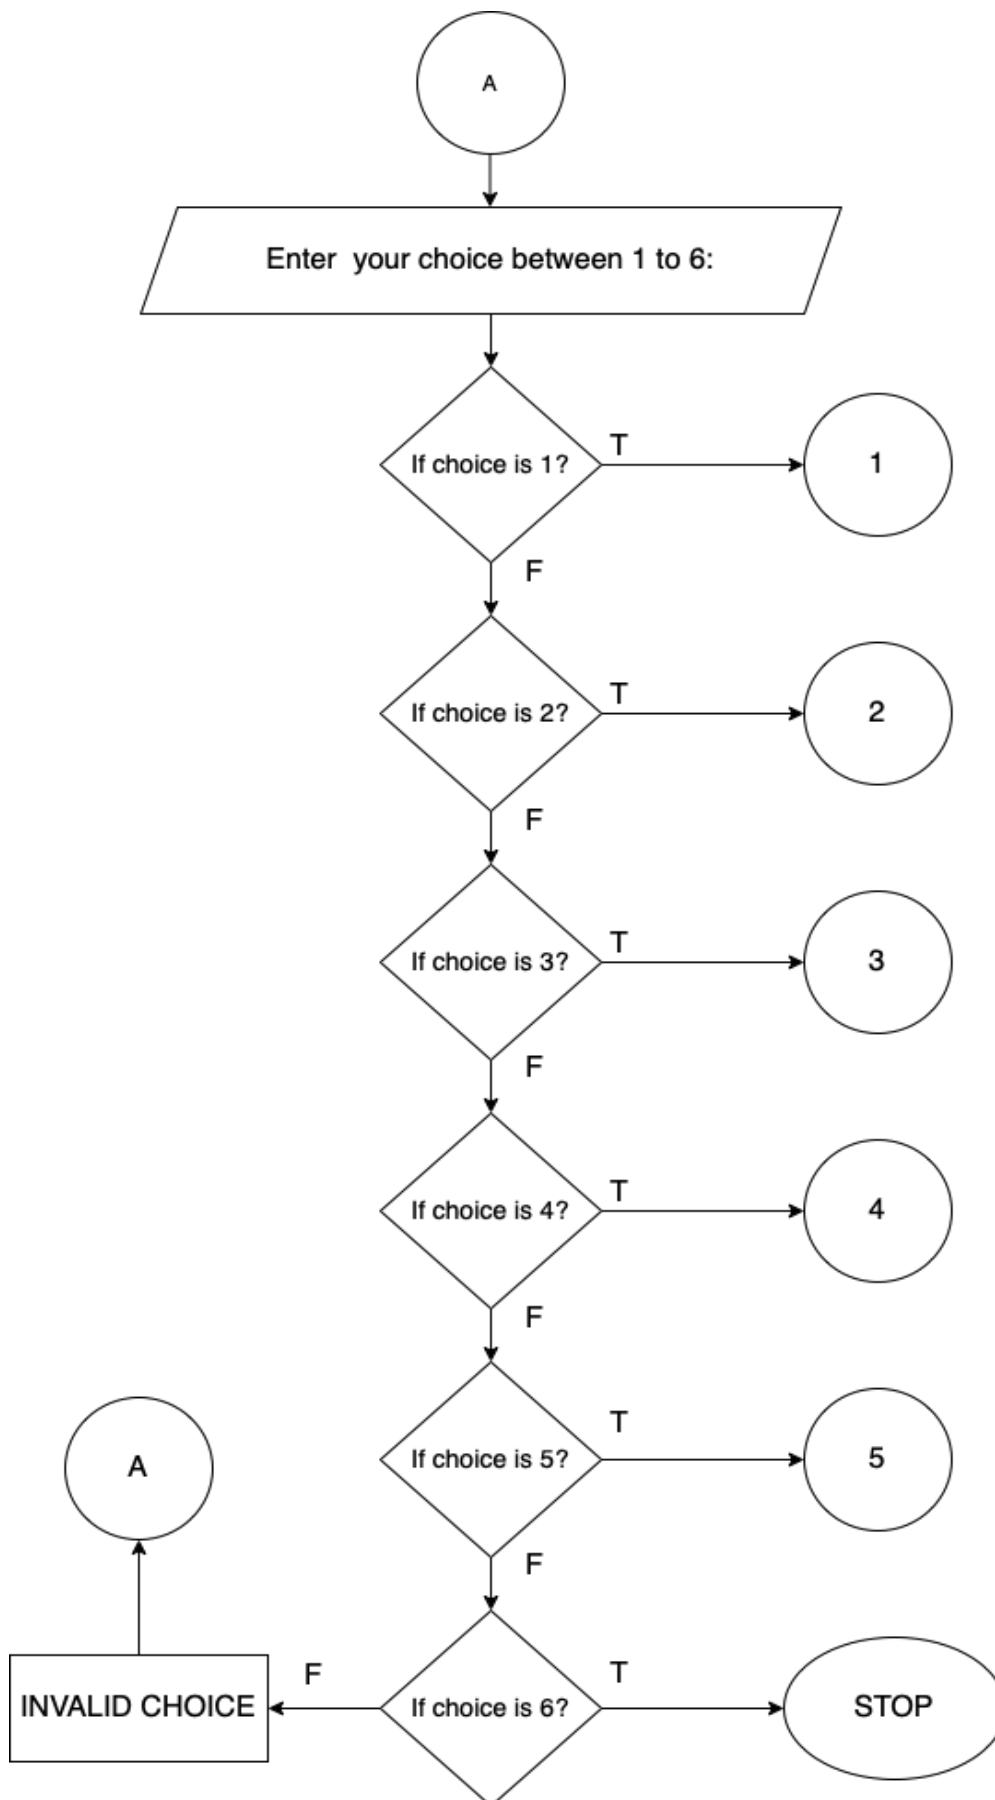 A
Enter  your choice between 1 to 6:
If choice is 1?
T
1
F
If choice is 2?
T
2
F
If choice is 3?
T
3
F
If choice is 4?
T
4
F
If choice is 5?
T
5
A
F
INVALID CHOICE
F
If choice is 6?
T
STOP